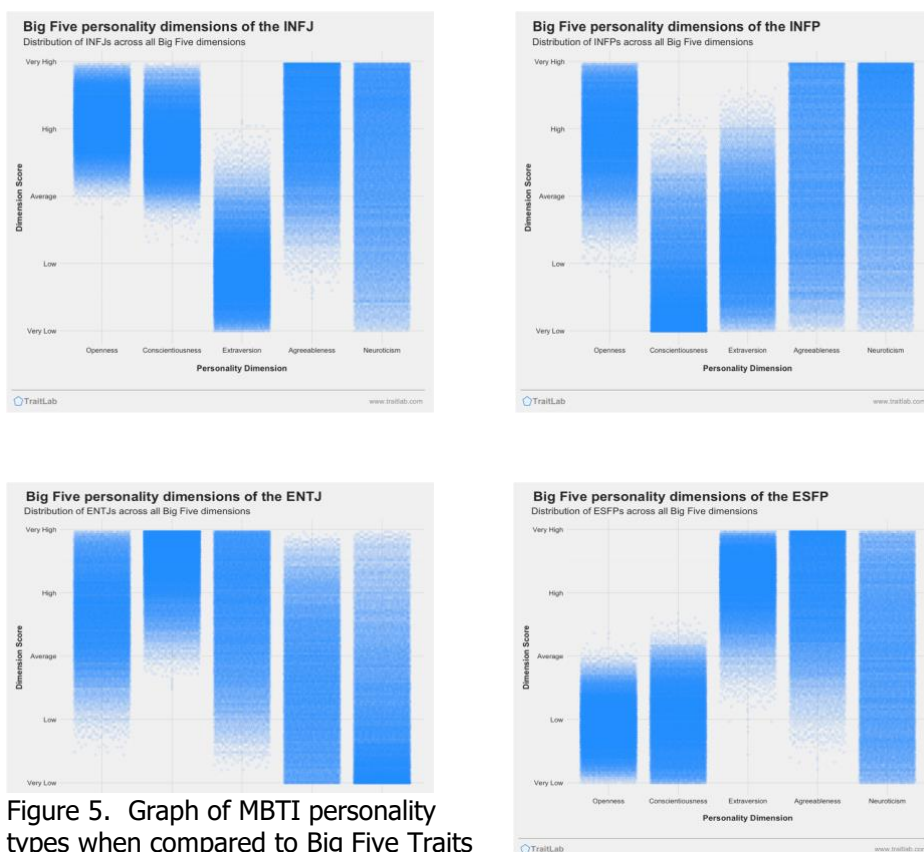 Big Five personality dimensions of the INFJ
Distribution of INFJs across all Big Five dimensions
Very High
High
Average
Low
Very Low
Dimension Score
Openness Conscientiousness Extraversion Agreeableness Neuroticism
Personality Dimension
TraitLab www.traitlab.com
Big Five personality dimensions of the INFP
Distribution of INFPs across all Big Five dimensions
Very High
High
Average
Low
Very Low
Dimension Score
Openness Conscientiousness Extraversion Agreeableness Neuroticism
Personality Dimension
TraitLab www.traitlab.com
Big Five personality dimensions of the ENTJ
Distribution of ENTJs across all Big Five dimensions
Very High
High
Average
Low
Very Low
Dimension Score
Figure 5. Graph of MBTI personality
types when compared to Big Five Traits
Big Five personality dimensions of the ESFP
Distribution of ESFPs across all Big Five dimensions
Very High
High
Average
Low
Very Low
Dimension Score
Openness Conscientiousness Extraversion Agreeableness Neuroticism
Personality Dimension
TraitLab www.traitlab.com